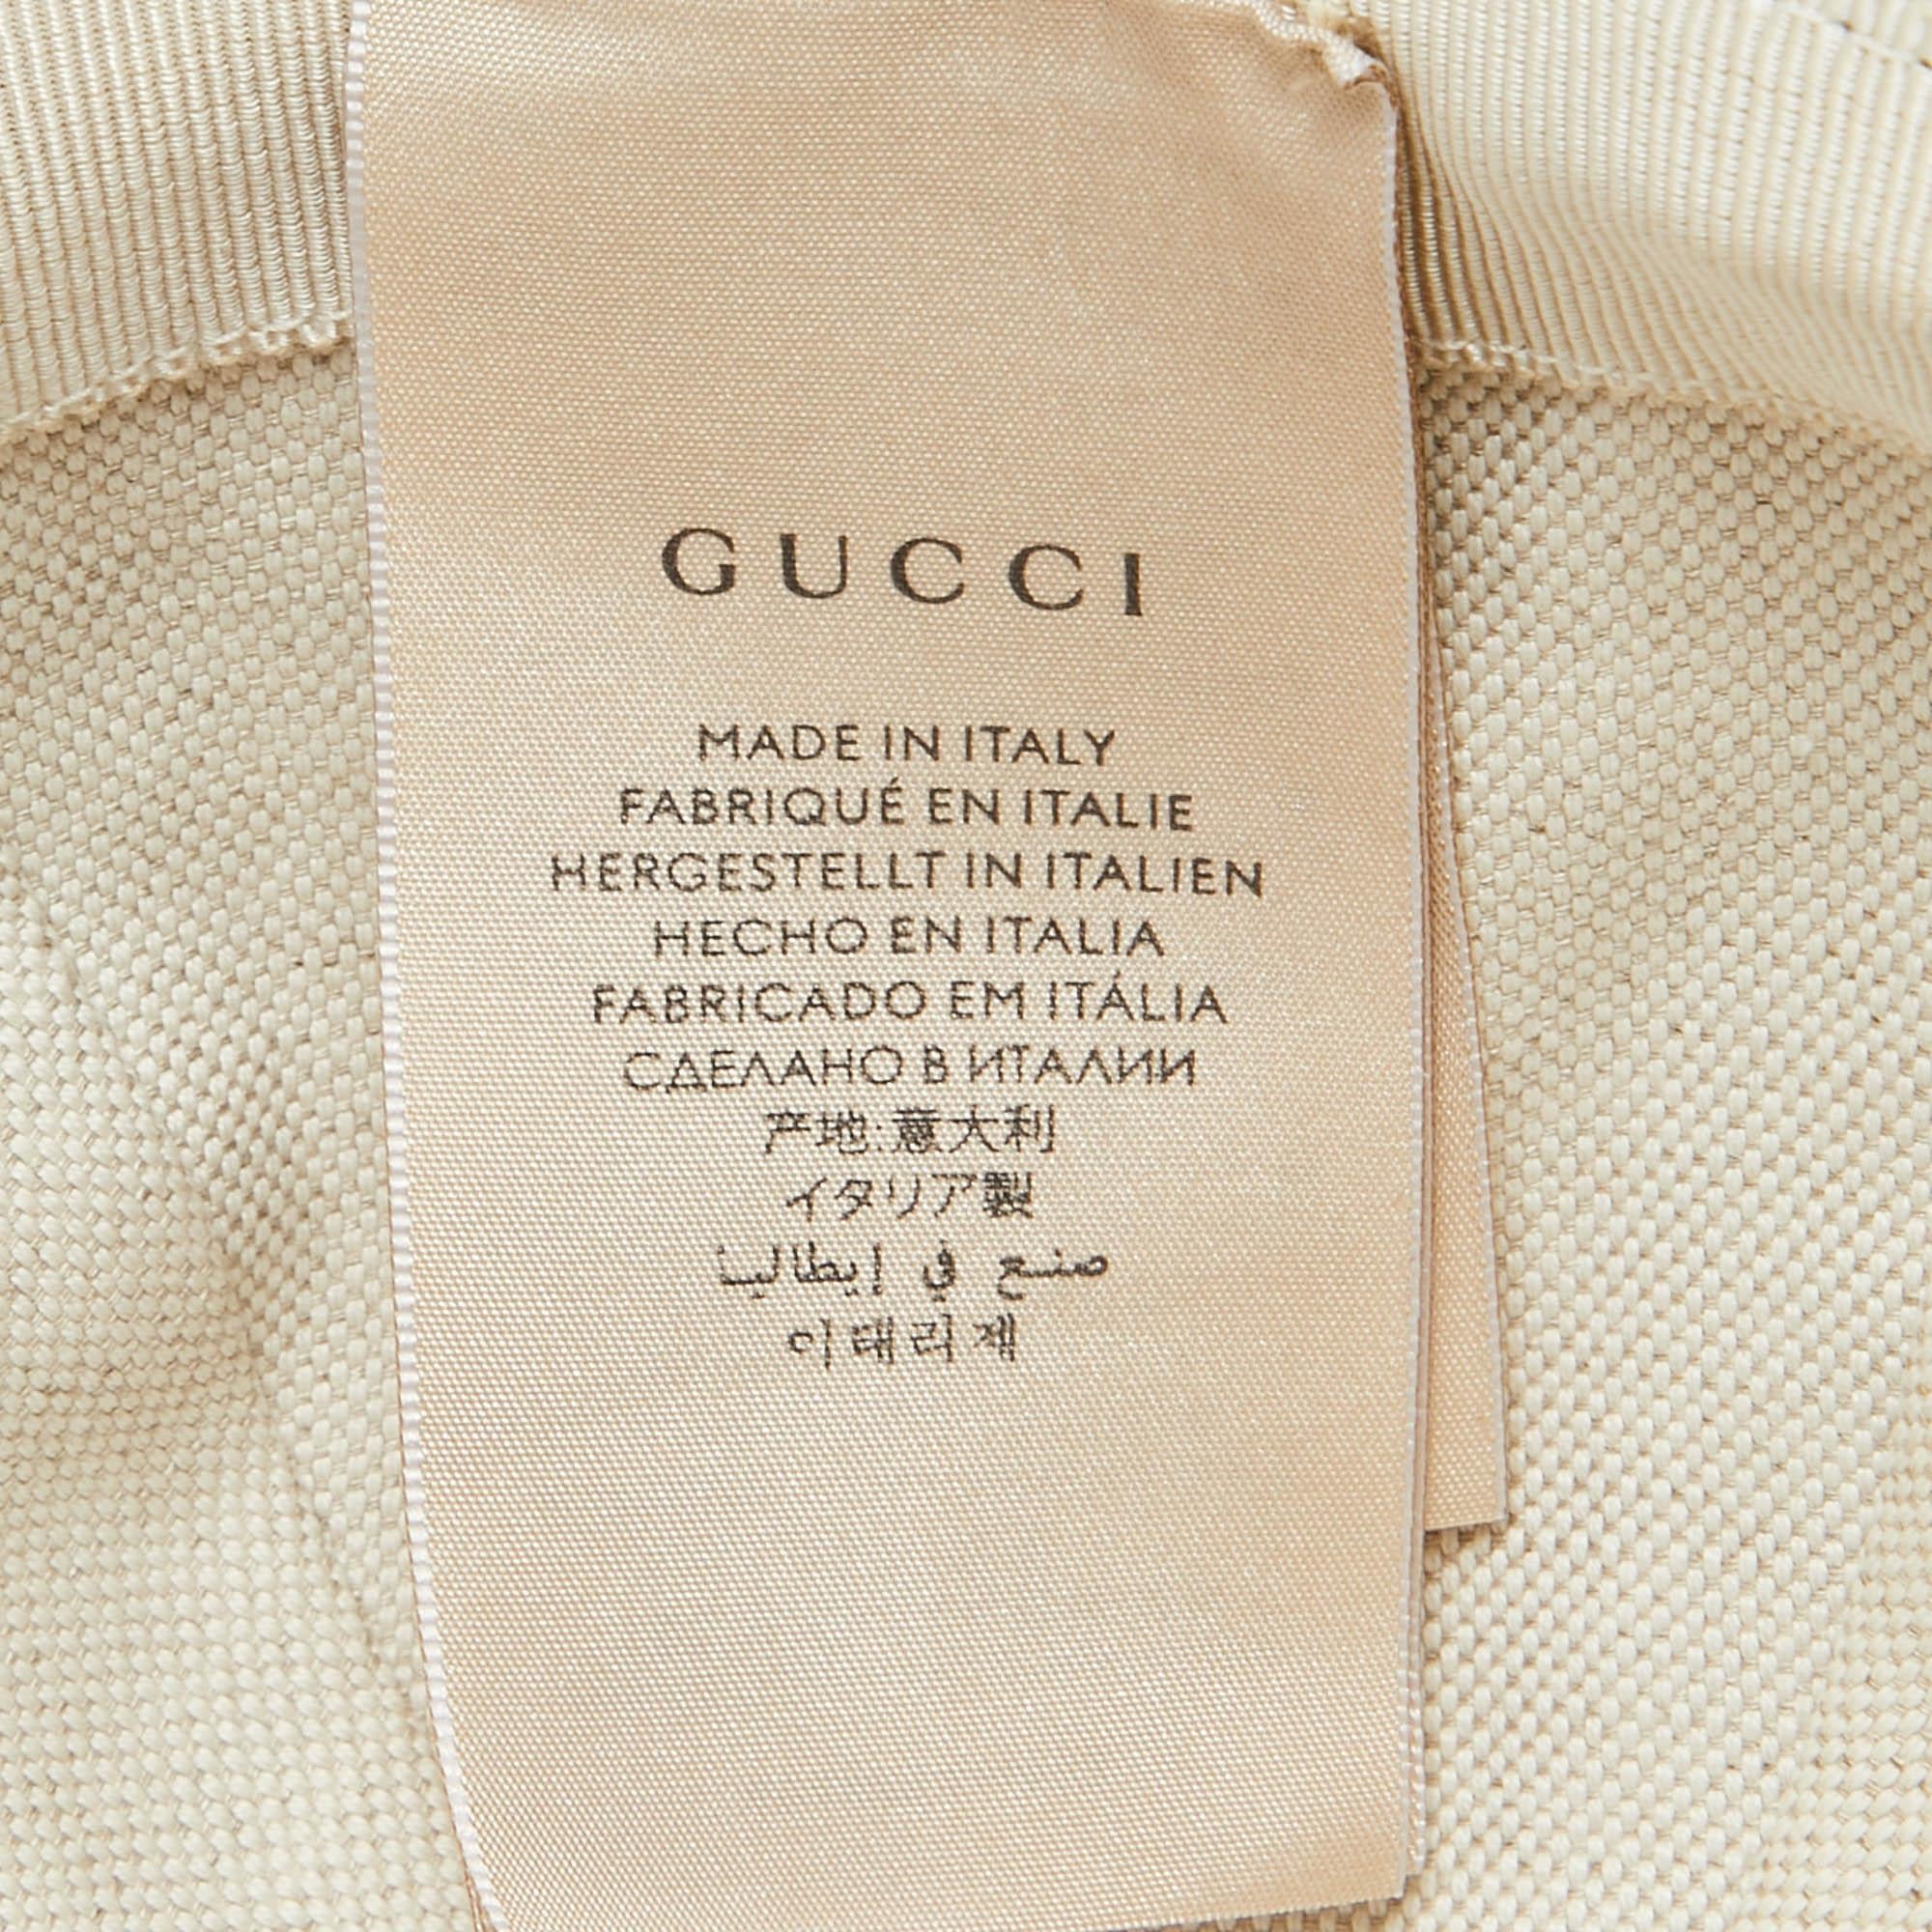 GUCCI
MADE IN ITALY
FABRIQUÉ EN ITALIE
HERGESTELLT IN ITALIEN
HECHO EN ITALIA
FABRICADO EM ITÁLIA
СДЕЛАНО В ИТАЛИИ
产地:意大利
イタリア製
صنع في إيطاليا
이태리제